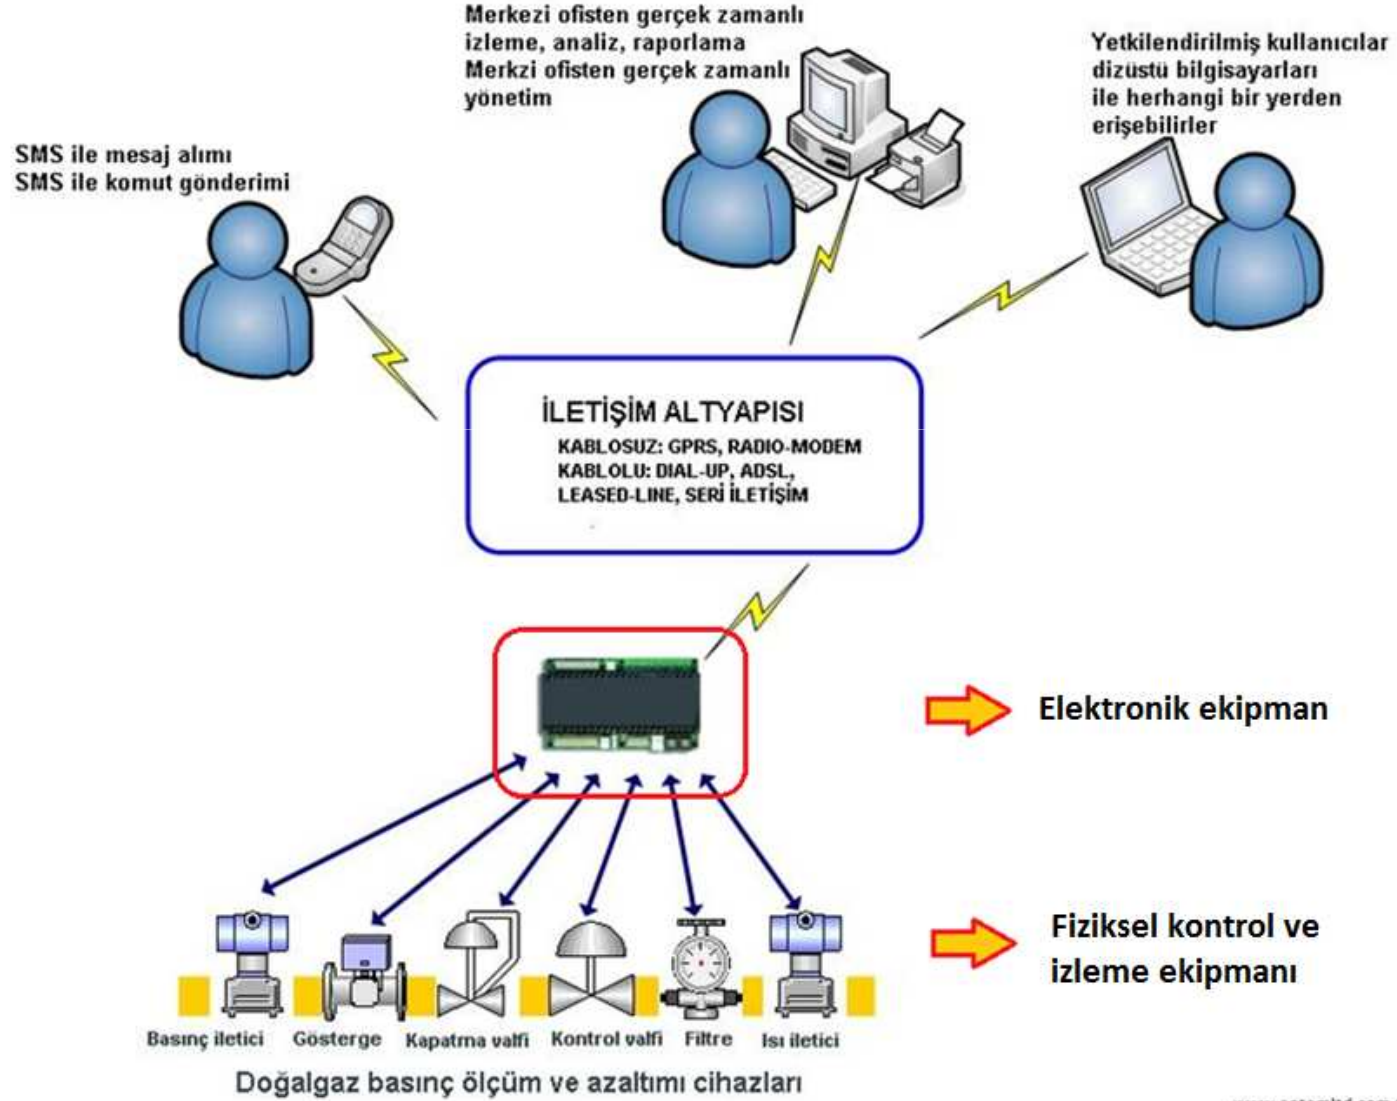 Merkezi ofisten gerçek zamanlı
izleme, analiz, raporlama
Merkzi ofisten gerçek zamanlı
yönetim
Yetkilendirilmiş kullanıcılar
dizüstü bilgisayarları
ile herhangi bir yerden
erişebilirler
SMS ile mesaj alımı
SMS ile komut gönderimi
İLETİŞİM ALTYAPISI
KABLOSUZ: GPRS, RADIO-MODEM
KABLOLU: DIAL-UP, ADSL,
LEASED-LINE, SERİ İLETİŞİM
Elektronik ekipman
Fiziksel kontrol ve
izleme ekipmanı
Basınç iletici
Gösterge
Kapatma valfi
Kontrol valfi
Filtre
Isı iletici
Doğalgaz basınç ölçüm ve azaltımı cihazları